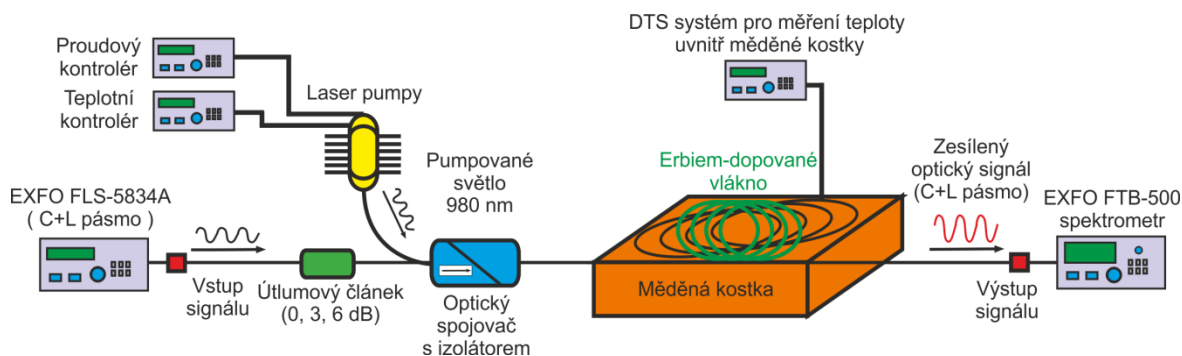 Proudový
kontrolér
Teplotní
kontrolér
Laser pumpy
DTS systém pro měření teploty
uvnitř měděné kostky
EXFO FLS-5834A
( C+L pásmo )
Vstup
signálu
Útlumový článek
(0, 3, 6 dB)
Pumpované
světlo
980 nm
Optický
spojovač
s izolátorem
Erbiem-dopované
vlákno
Měděná kostka
Zesílený
optický signál
(C+L pásmo)
Výstup
signálu
EXFO FTB-500
spektrometr